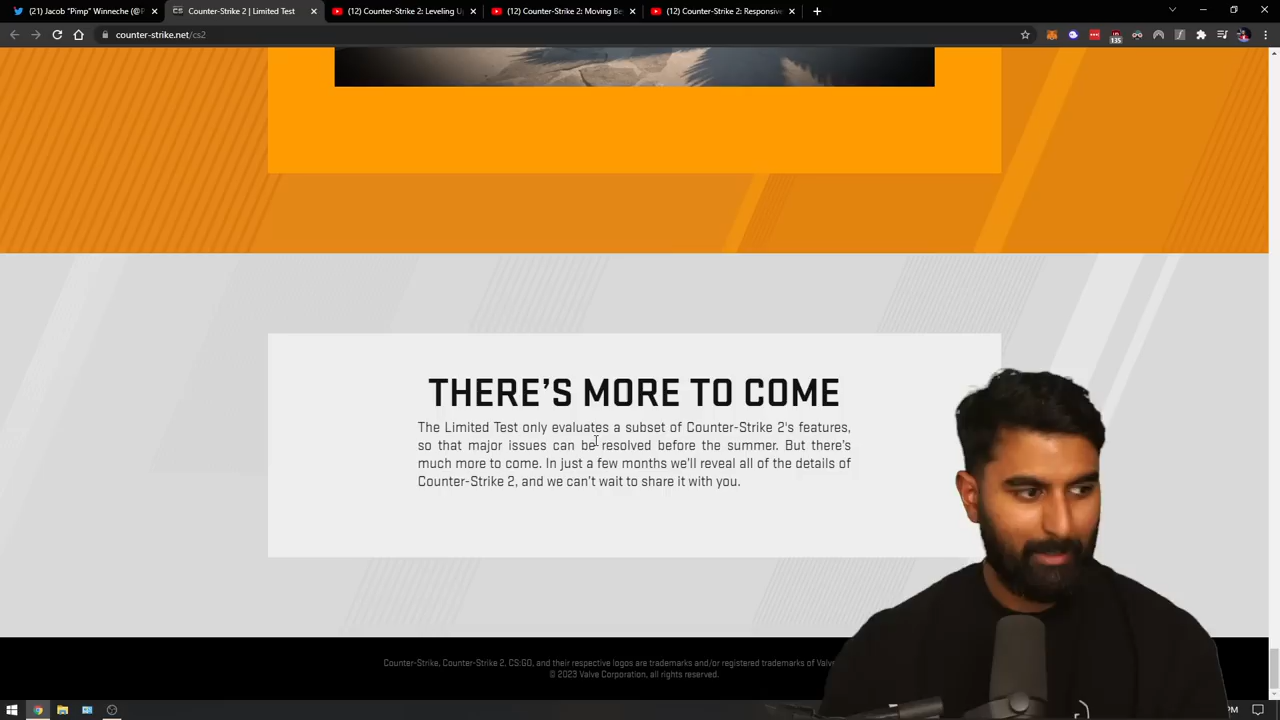 (21) Jacob "Pimp" Winneche (@P
Counter-Strike 2 | Limited Test
(12) Counter-Strike 2: Leveling U
(12) Counter-Strike 2: Moving Be
(12) Counter-Strike 2: Responsive
counter-strike.net/cs2
135
THERE'S MORE TO COME
The Limited Test only evaluates a subset of Counter-Strike 2's features,
so that major issues can be resolved before the summer. But there's
much more to come. In just a few months we'll reveal all of the details of
Counter-Strike 2, and we can't wait to share it with you.
Counter-Strike, Counter-Strike 2, CS:GO, and their respective logos are trademarks and/or registered trademarks of Valve
© 2023 Valve Corporation, all rights reserved.
PM